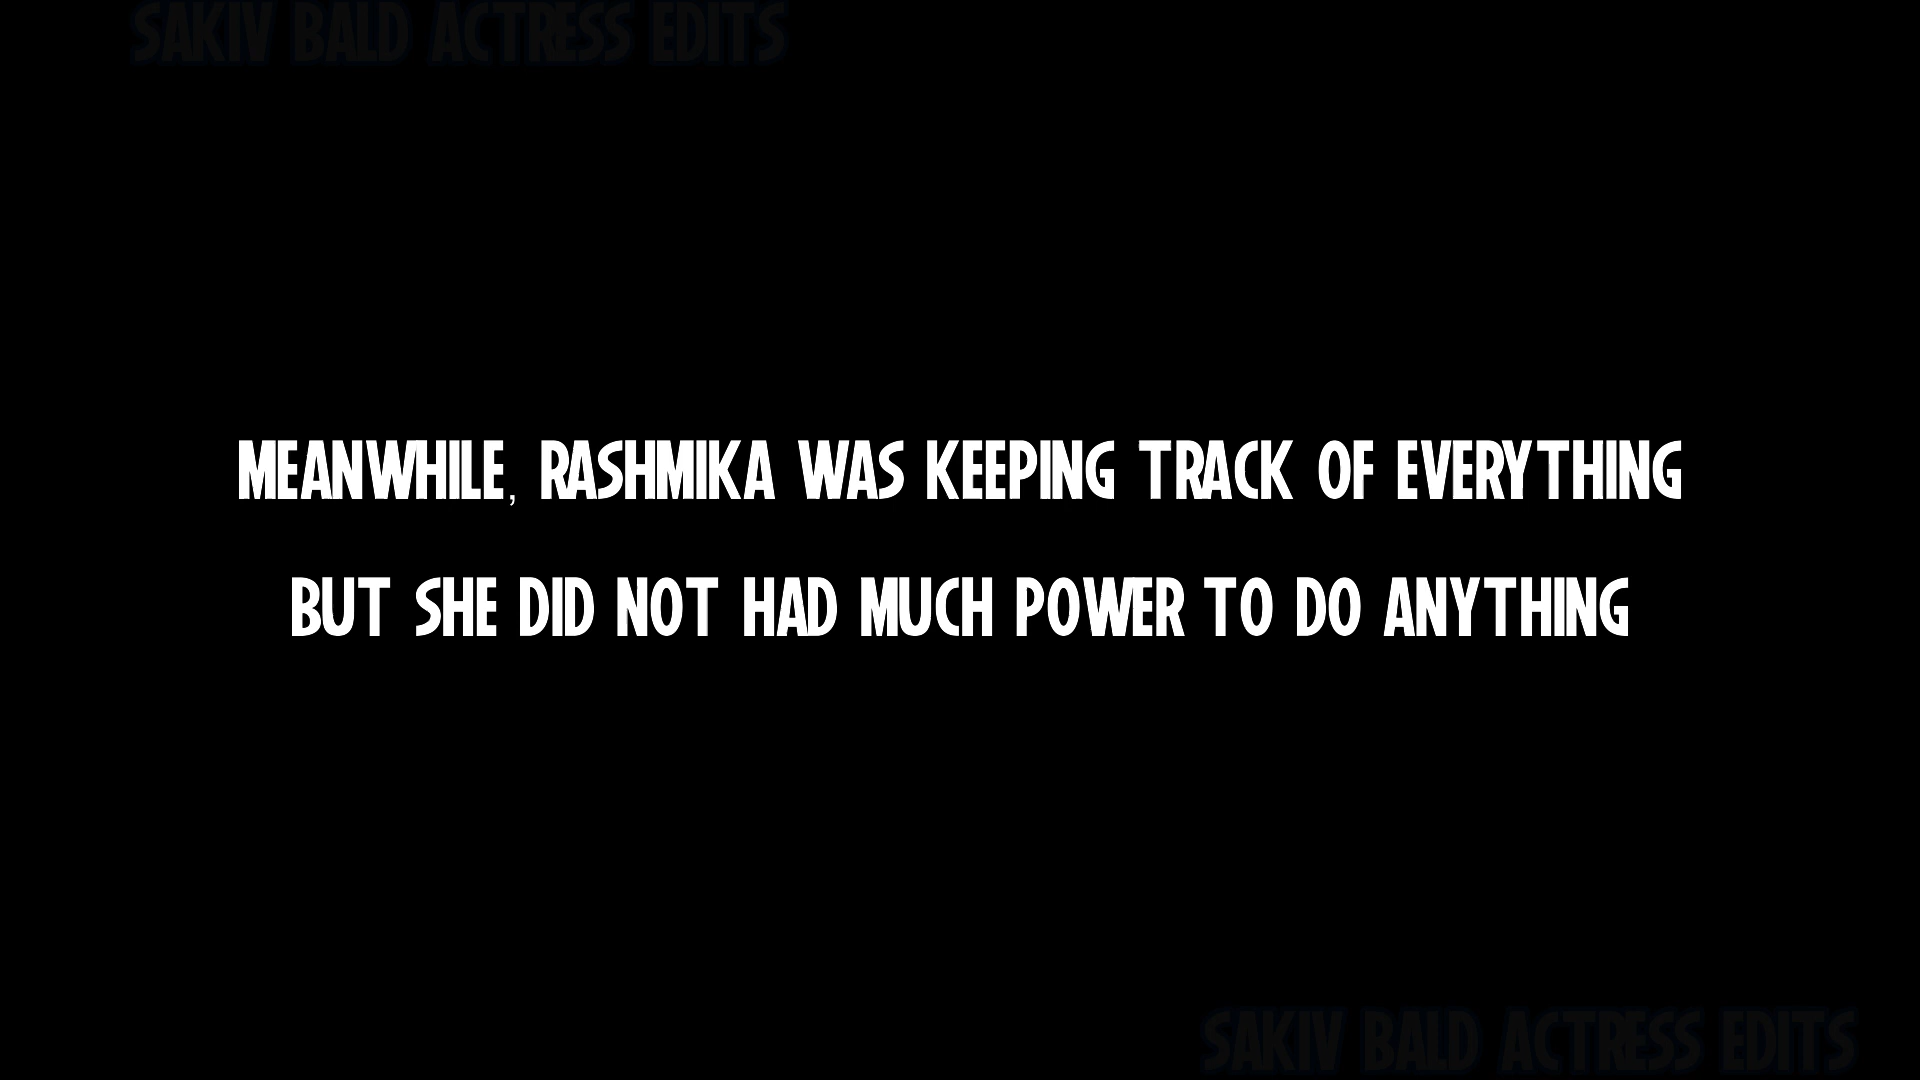 SAKIV BALD ACTRESS EDITS
MEANWHILE, RASHMIKA WAS KEEPING TRACK OF EVERYTHING
BUT SHE DID NOT HAD MUCH POWER TO DO ANYTHING
SAKIV BALD ACTRESS EDITS